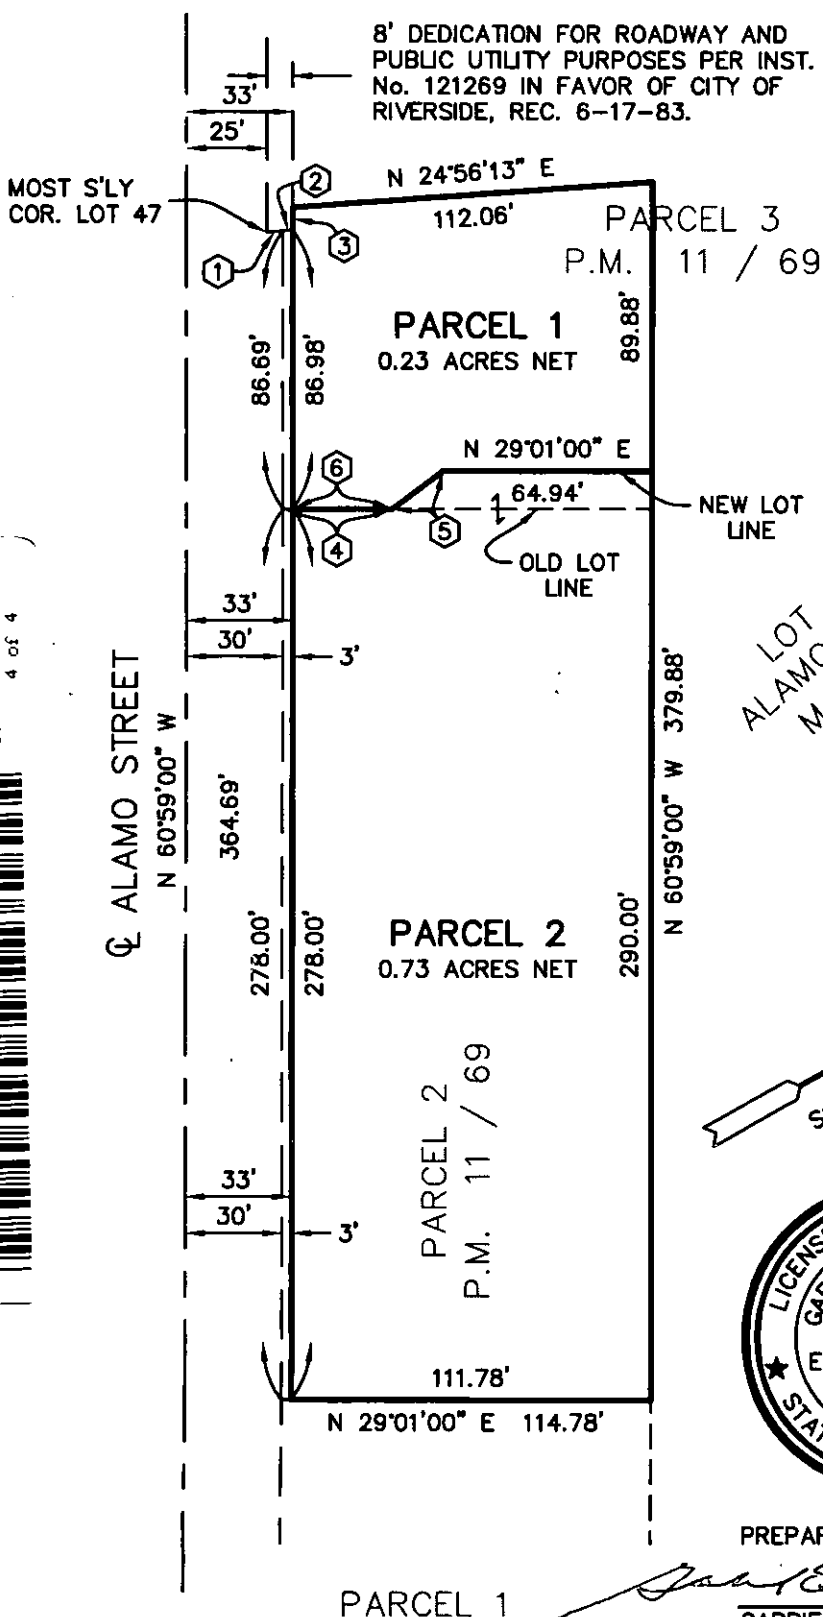 8' DEDICATION FOR ROADWAY AND
PUBLIC UTILITY PURPOSES PER INST.
No. 121269 IN FAVOR OF CITY OF
RIVERSIDE, REC. 6-17-83.
33'
25'
MOST S'LY
COR. LOT 47
2
N 24°56'13" E
112.06'
PARCEL 3
P.M. 11 / 69
1
3
PARCEL 1
0.23 ACRES NET
86.69'
86.98'
89.88'
N 29°01'00" E
64.94'
6
5
4
NEW LOT
LINE
OLD LOT
LINE
33'
30'
3'
4 of 4
LOT
ALAMO
M
℄ ALAMO STREET
N 60°59'00" W
364.69'
N 60°59'00" W 379.88'
278.00'
278.00'
290.00'
PARCEL 2
0.73 ACRES NET
PARCEL 2
P.M. 11 / 69
33'
30'
3'
111.78'
N 29°01'00" E 114.78'
PARCEL 1